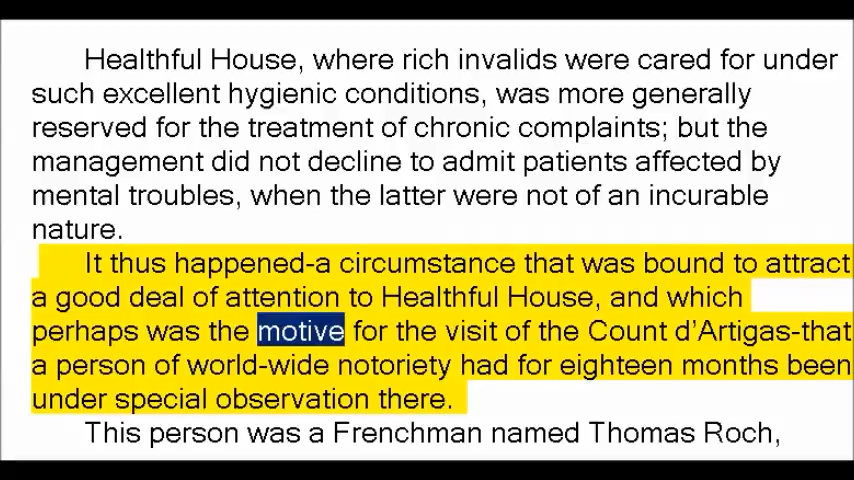 Healthful House, where rich invalids were cared for under
such excellent hygienic conditions, was more generally
reserved for the treatment of chronic complaints; but the
management did not decline to admit patients affected by
mental troubles, when the latter were not of an incurable
nature.
It thus happened-a circumstance that was bound to attract
a good deal of attention to Healthful House, and which
perhaps was the motive for the visit of the Count d’Artigas-that
a person of world-wide notoriety had for eighteen months been
under special observation there.
This person was a Frenchman named Thomas Roch,